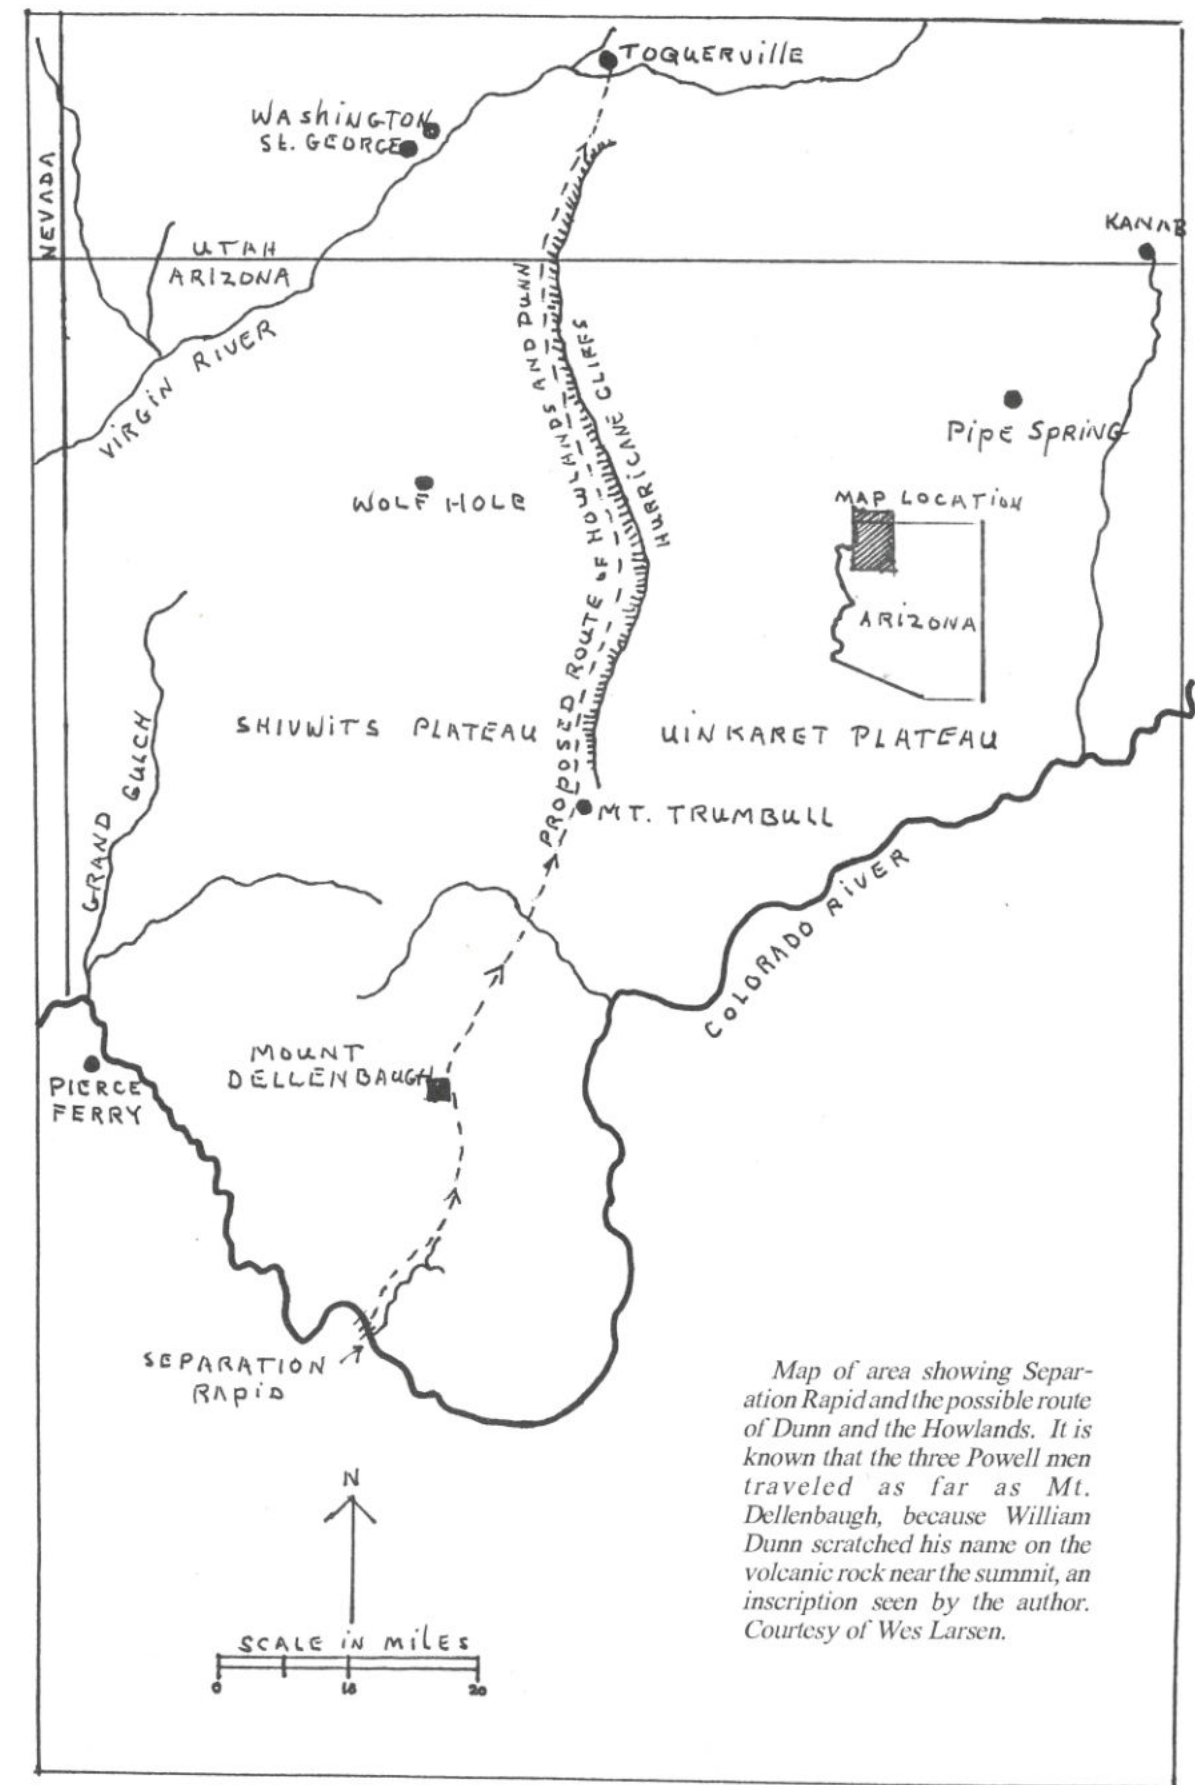 TOQUERVILLE
WASHINGTON
St. GEORGE
NEVADA
KANAB
UTAH
ARIZONA
VIRGIN RIVER
PROPOSED ROUTE OF HOWLANDS AND DUNN
HURRICANE CLIFFS
PIPE SPRING
WOLF HOLE
MAP LOCATION
ARIZONA
GRAND GULCH
SHIVWITS PLATEAU
UINKARET PLATEAU
MT. TRUMBULL
COLORADO RIVER
MOUNT
DELLENBAUGH
PIERCE
FERRY
SEPARATION
RAPID
Map of area showing Separ-
ation Rapid and the possible route
of Dunn and the Howlands. It is
known that the three Powell men
traveled as far as Mt.
Dellenbaugh, because William
Dunn scratched his name on the
volcanic rock near the summit, an
inscription seen by the author.
Courtesy of Wes Larsen.
N
SCALE IN MILES
0 20